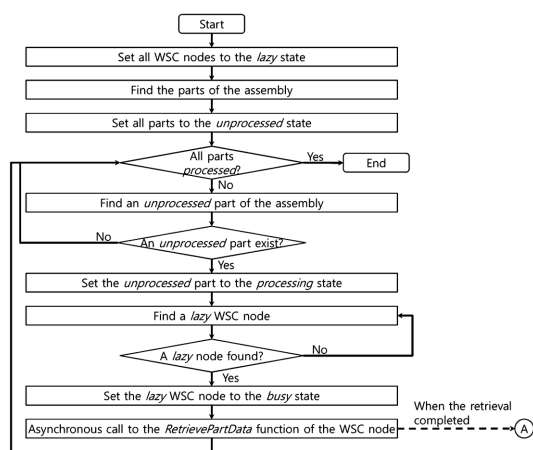 Start
Set all WSC nodes to the lazy state
Find the parts of the assembly
Set all parts to the unprocessed state
All parts
processed?
Yes
End
No
Find an unprocessed part of the assembly
No
An unprocessed part exist?
Yes
Set the unprocessed part to the processing state
Find a lazy WSC node
A lazy node found?
No
Yes
Set the lazy WSC node to the busy state
When the retrieval
completed
Asynchronous call to the RetrievePartData function of the WSC node
A